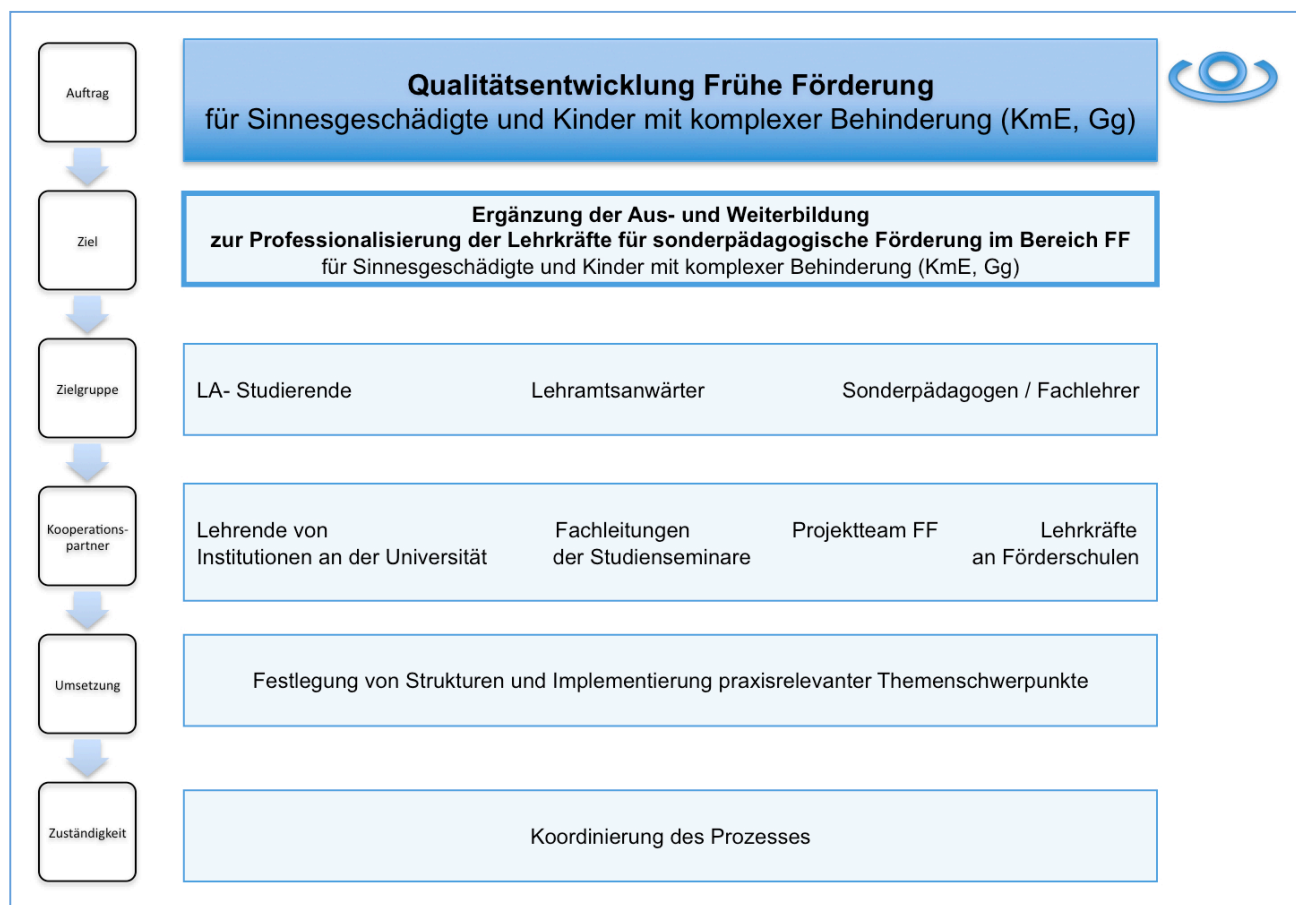 Auftrag
Qualitätsentwicklung Frühe Förderung
für Sinnesgeschädigte und Kinder mit komplexer Behinderung (KmE, Gg)
Ziel
Ergänzung der Aus- und Weiterbildung
zur Professionalisierung der Lehrkräfte für sonderpädagogische Förderung im Bereich FF
für Sinnesgeschädigte und Kinder mit komplexer Behinderung (KmE, Gg)
Zielgruppe
LA- Studierende Lehramtsanwärter Sonderpädagogen / Fachlehrer
Kooperations-
partner
Lehrende von Fachleitungen Projektteam FF Lehrkräfte
Institutionen an der Universität der Studienseminare an Förderschulen
Umsetzung
Festlegung von Strukturen und Implementierung praxisrelevanter Themenschwerpunkte
Zuständigkeit
Koordinierung des Prozesses